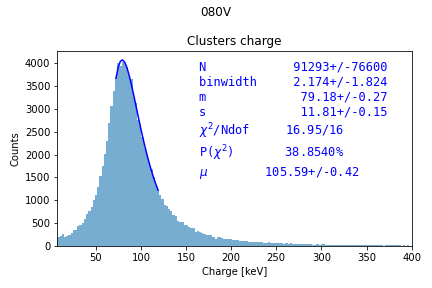 080V
Clusters charge
N 91293+/-76600
binwidth 2.174+/-1.824
m 79.18+/-0.27
s 11.81+/-0.15
χ²/Ndof 16.95/16
P(χ²) 38.8540%
μ 105.59+/-0.42
4000
3500
3000
2500
2000
1500
1000
500
0
Counts
50 100 150 200 250 300 350 400
Charge [keV]